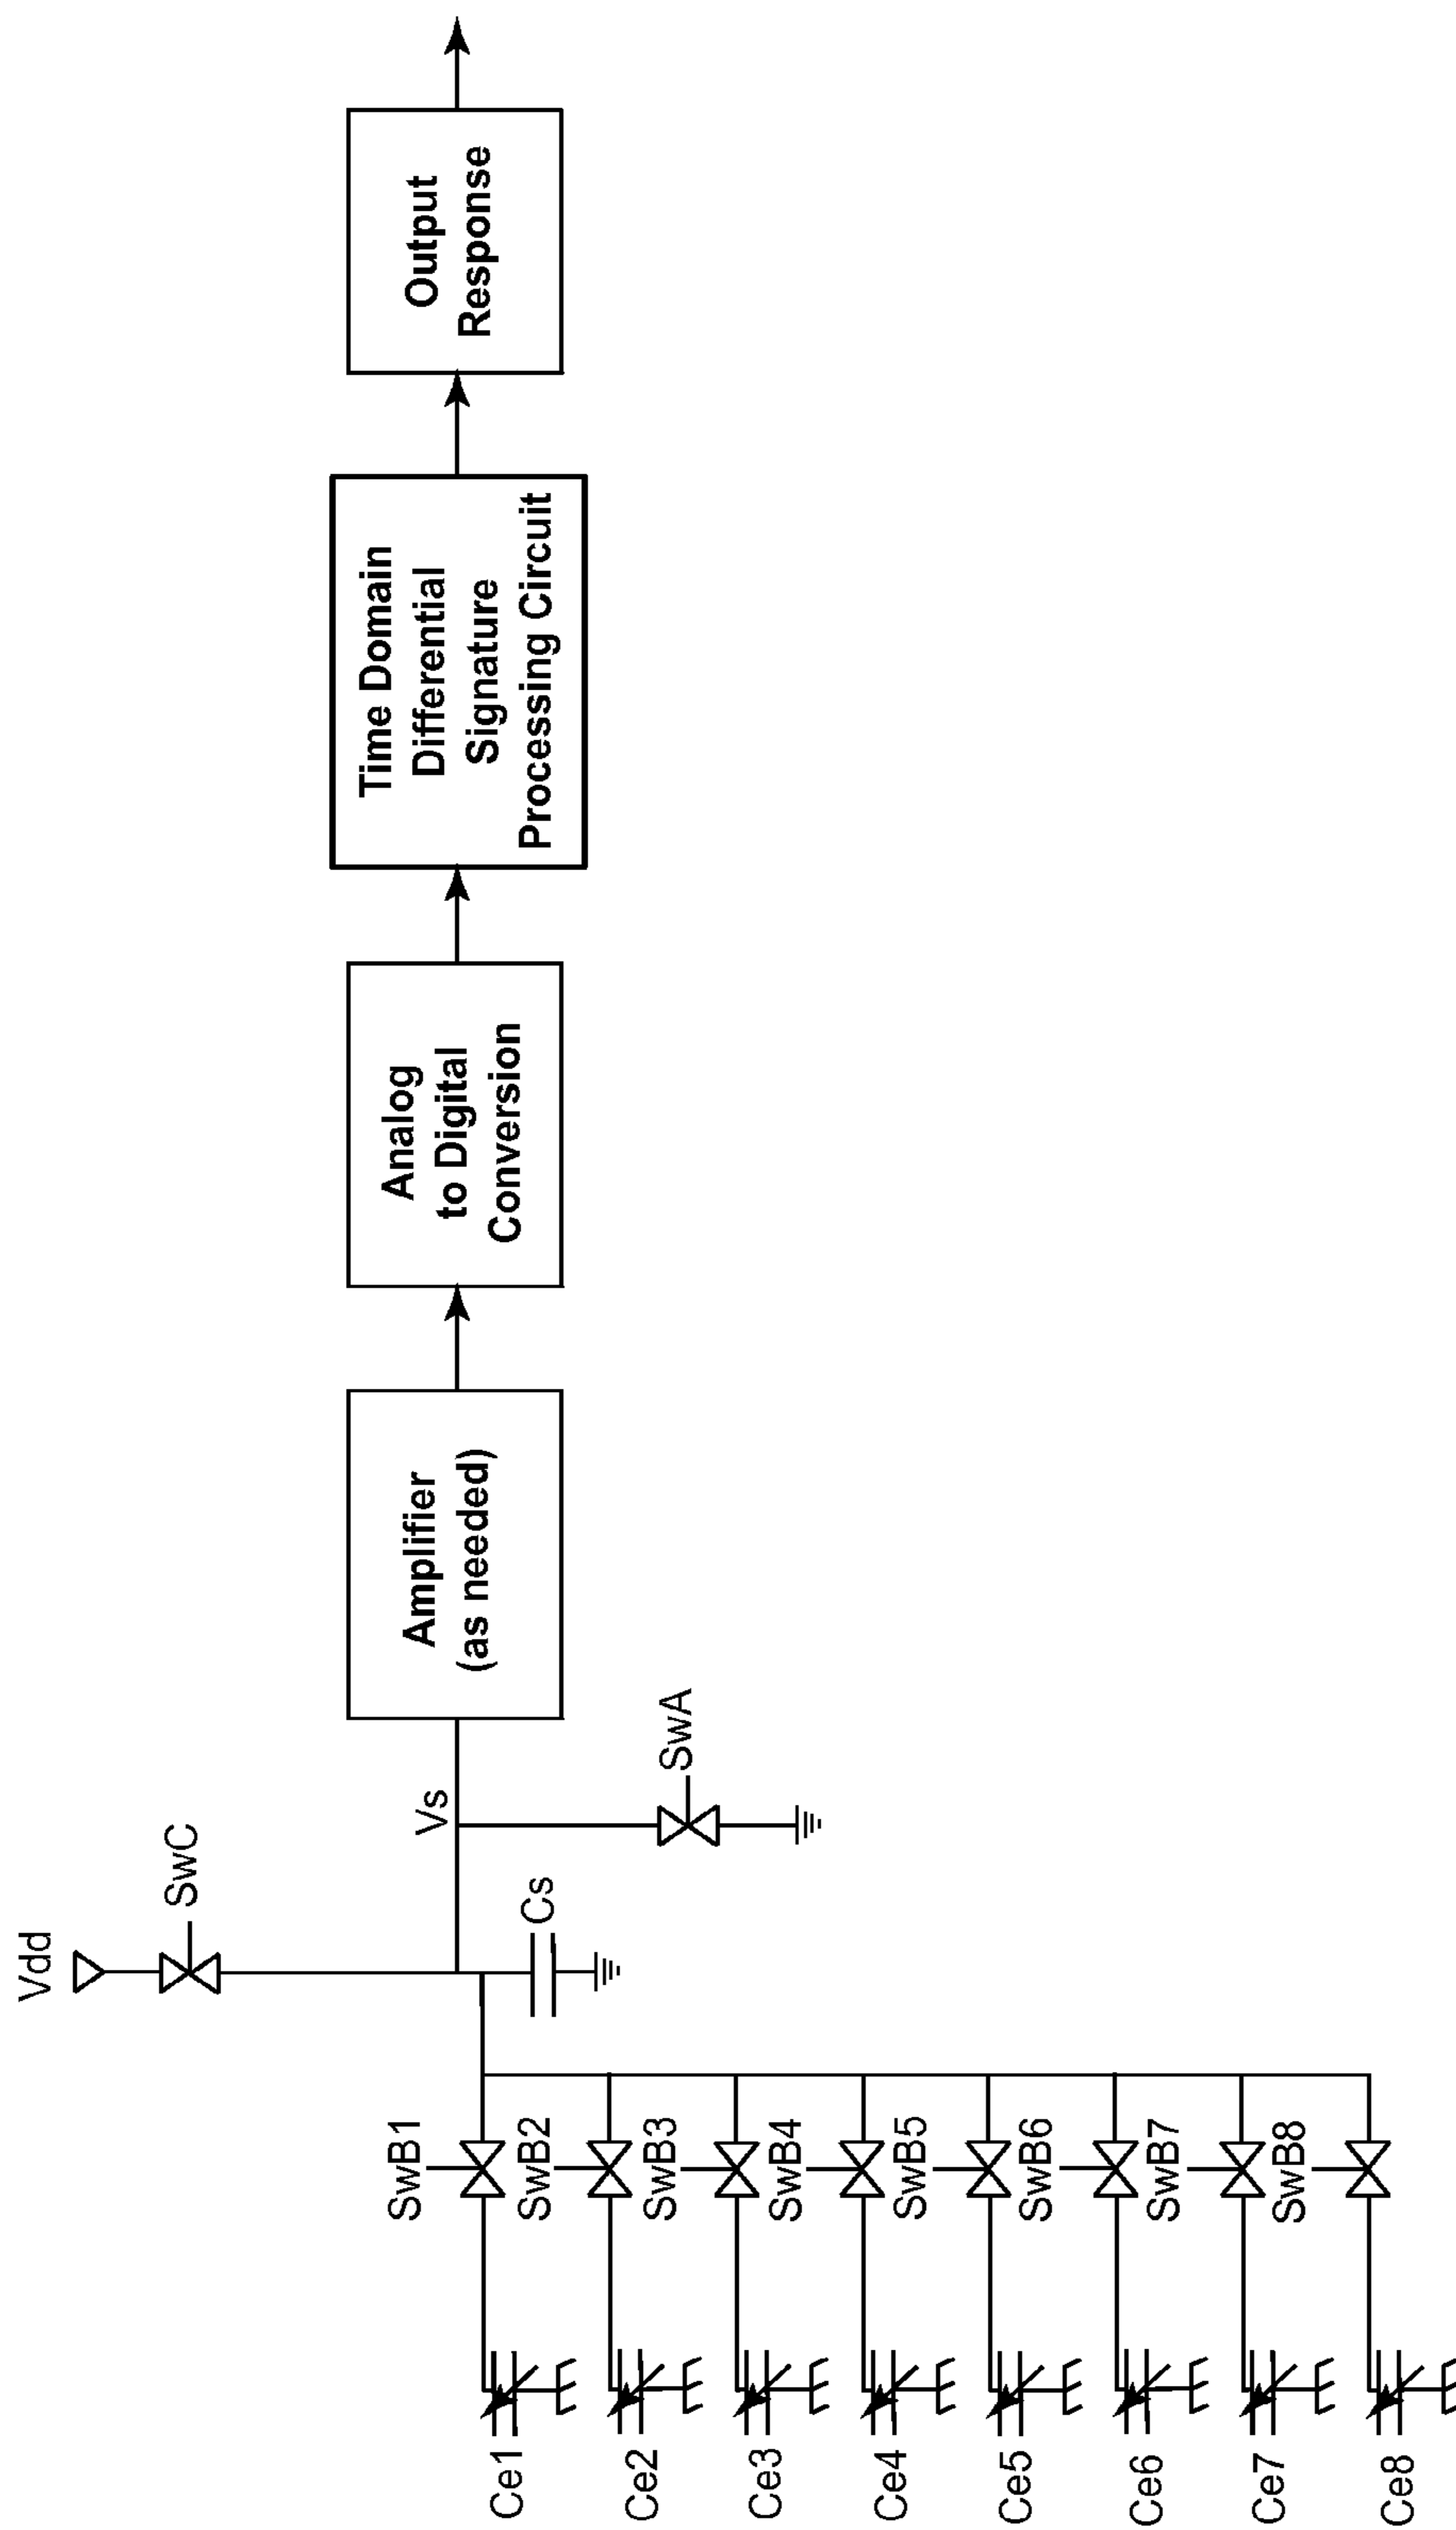 Vdd
SwC
Vs
Cs
SwA
Amplifier
(as needed)
Analog
to Digital
Conversion
Time Domain
Differential
Signature
Processing Circuit
Output
Response
SwB1
SwB2
SwB3
SwB4
SwB5
SwB6
SwB7
SwB8
Ce1
Ce2
Ce3
Ce4
Ce5
Ce6
Ce7
Ce8